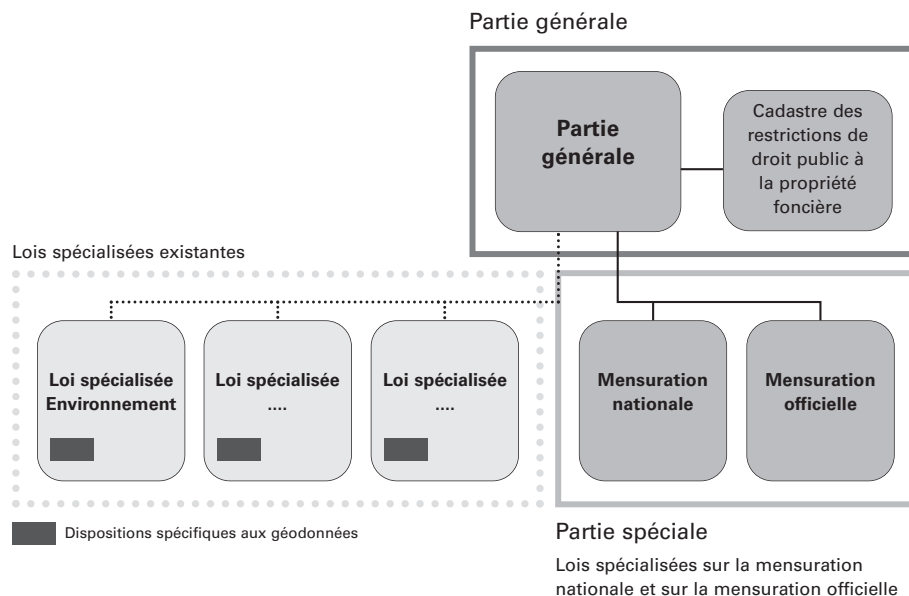 Partie générale
Partie
générale
Cadastre des
restrictions de
droit public à
la propriété
foncière
Lois spécialisées existantes
Loi spécialisée
Environnement
Loi spécialisée
....
Loi spécialisée
....
Mensuration
nationale
Mensuration
officielle
Dispositions spécifiques aux géodonnées
Partie spéciale
Lois spécialisées sur la mensuration
nationale et sur la mensuration officielle